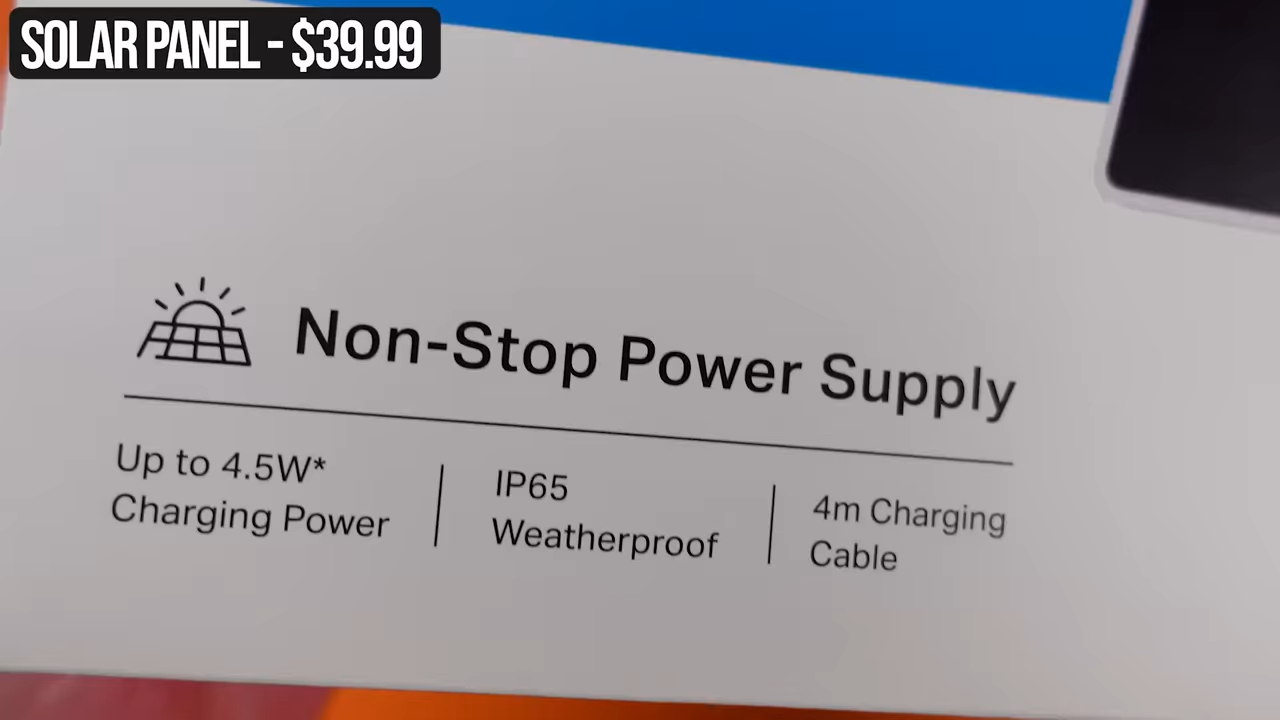 SOLAR PANEL - $39.99
Non-Stop Power Supply
Up to 4.5W*
Charging Power
IP65
Weatherproof
4m Charging
Cable